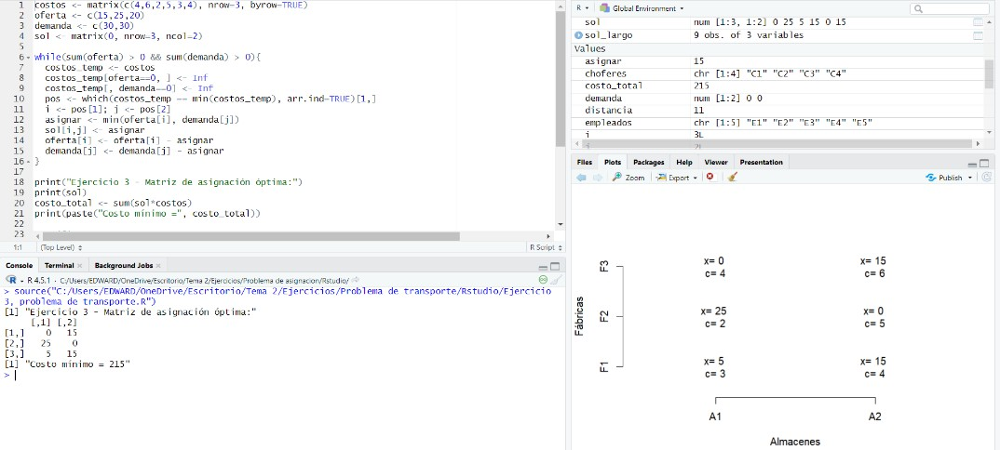 1 costos <- matrix(c(4,6,2,5,3,4), nrow=3, byrow=TRUE)
2 oferta <- c(15,25,20)
3 demanda <- c(30,30)
4 sol <- matrix(0, nrow=3, ncol=2)
5
6 while(sum(oferta) > 0 && sum(demanda) > 0){
7 costos_temp <- costos
8 costos_temp[oferta==0, ] <- Inf
9 costos_temp[, demanda==0] <- Inf
10 pos <- which(costos_temp == min(costos_temp), arr.ind=TRUE)[1,]
11 i <- pos[1]; j <- pos[2]
12 asignar <- min(oferta[i], demanda[j])
13 sol[i,j] <- asignar
14 oferta[i] <- oferta[i] - asignar
15 demanda[j] <- demanda[j] - asignar
16 }
17
18 print("Ejercicio 3 - Matriz de asignación óptima:")
19 print(sol)
20 costo_total <- sum(sol*costos)
21 print(paste("Costo mínimo =", costo_total))
22
23
1:1 (Top Level) R Script
Console Terminal Background Jobs
R - R 4.5.1 · C:/Users/EDWARD/OneDrive/Escritorio/Tema 2/Ejercicios/Problema de asignacion/Rstudio/
> source("C:/Users/EDWARD/OneDrive/Escritorio/Tema 2/Ejercicios/Problema de transporte/Rstudio/Ejercicio
3, problema de transporte.R")
[1] "Ejercicio 3 - Matriz de asignación óptima:"
[,1] [,2]
[1,] 0 15
[2,] 25 0
[3,] 5 15
[1] "Costo mínimo = 215"
>
R Global Environment
sol num [1:3, 1:2] 0 25 5 15 0 15
sol_largo 9 obs. of 3 variables
Values
asignar 15
choferes chr [1:4] "C1" "C2" "C3" "C4"
costo_total 215
demanda num [1:2] 0 0
distancia 11
empleados chr [1:5] "E1" "E2" "E3" "E4" "E5"
i 3L
Files Plots Packages Help Viewer Presentation
Zoom Export Publish
F3 x= 0 x= 15
c= 4 c= 6
Fábricas
F2 x= 25 x= 0
c= 2 c= 5
F1 x= 5 x= 15
c= 3 c= 4
A1 A2
Almacenes